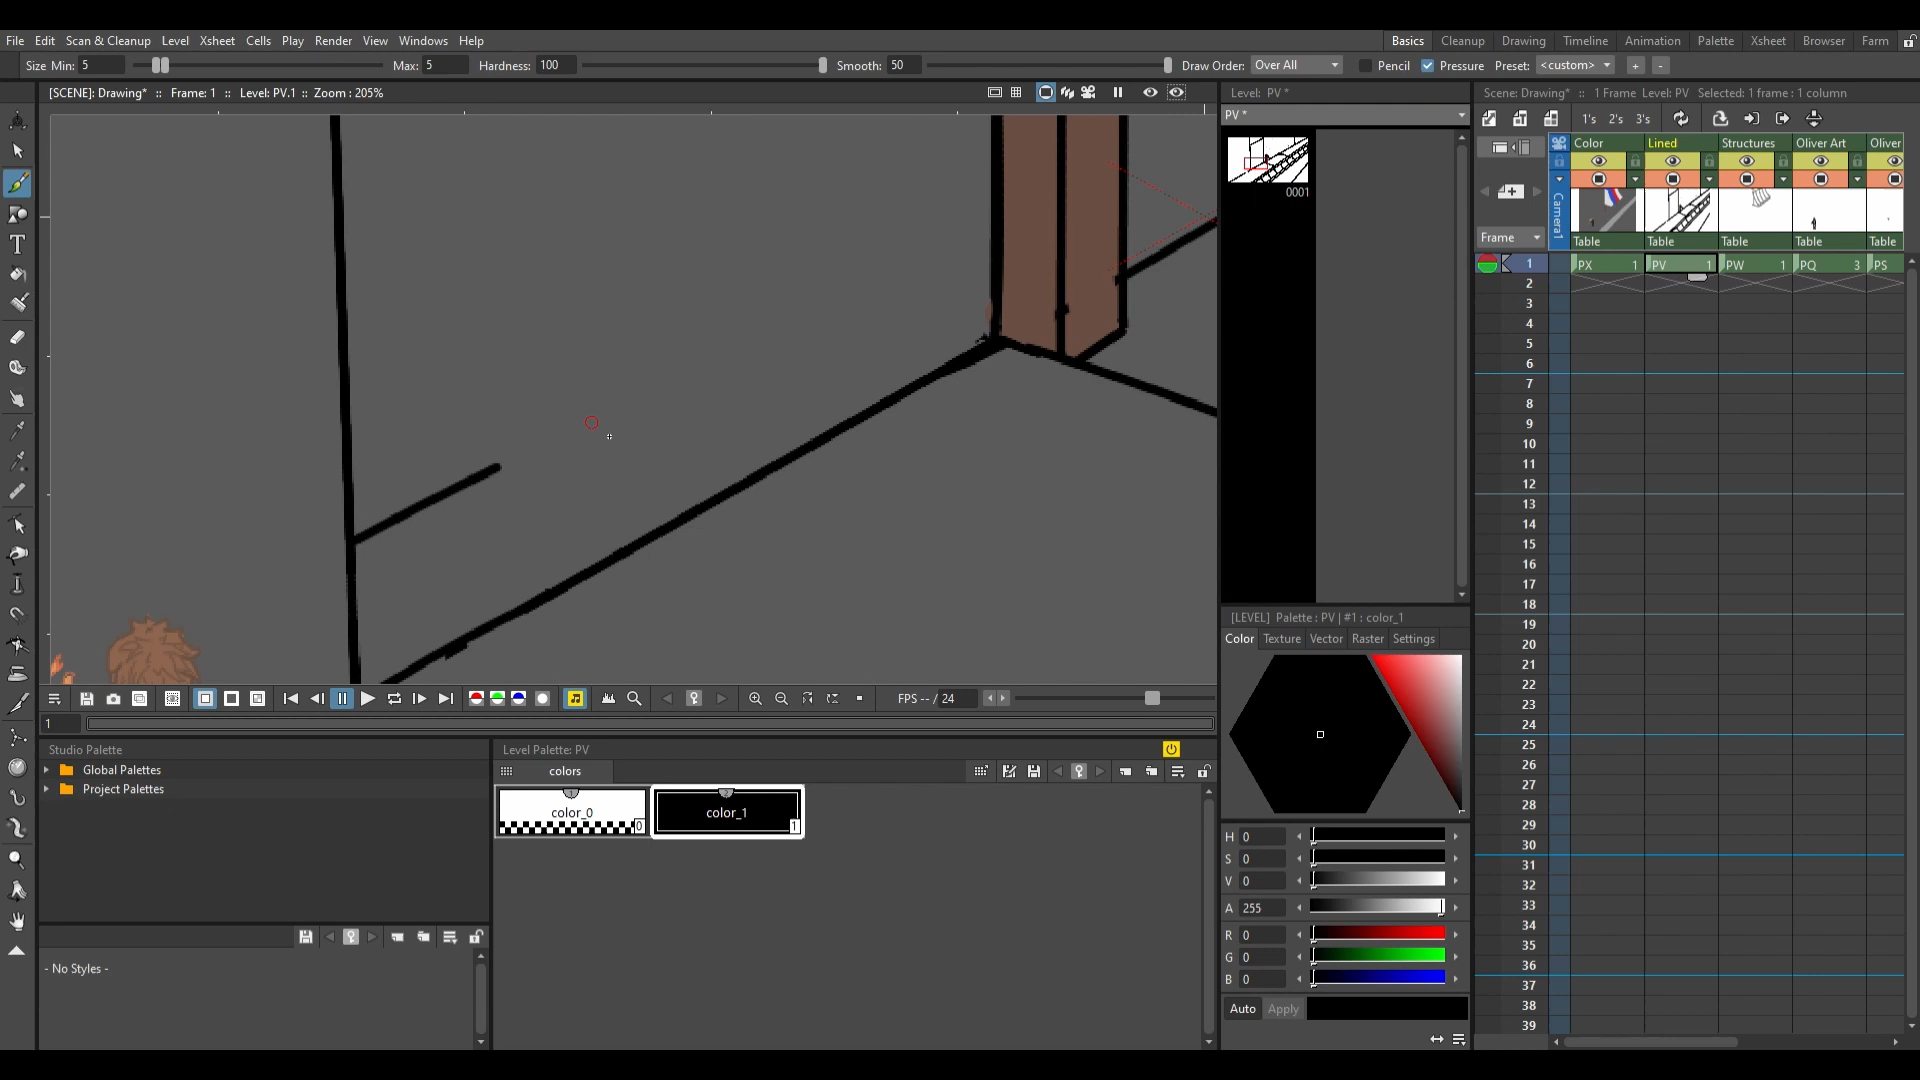 File Edit Scan & Cleanup Level Xsheet Cells Play Render View Windows Help
Basics Cleanup Drawing Timeline Animation Palette Xsheet Browser Farm
Size Min: 5 Max: 5 Hardness: 100 Smooth: 50 Draw Order: Over All Pencil Pressure Preset: <custom> + -
[SCENE]: Drawing* :: Frame: 1 :: Level: PV.1 :: Zoom : 205%
Level: PV *
Scene: Drawing* :: 1 Frame Level: PV Selected: 1 frame : 1 column
PV *
1's 2's 3's
0001
Color Lined Structures Oliver Art Oliver
Camera1
Frame
Table Table Table Table Table
1 PX 1 PV 1 PW 1 PQ 3 PS
2
3
4
5
6
7
8
9
10
11
12
13
14
15
16
17
18
19
20
21
22
23
24
25
26
27
28
29
30
31
32
33
34
35
36
37
38
39
[LEVEL] Palette : PV | #1 : color_1
Color Texture Vector Raster Settings
FPS -- / 24
1
Studio Palette
Global Palettes
Project Palettes
Level Palette: PV
colors
1 color_0 0
2 color_1 1
H 0
S 0
V 0
A 255
R 0
G 0
B 0
Auto Apply
- No Styles -